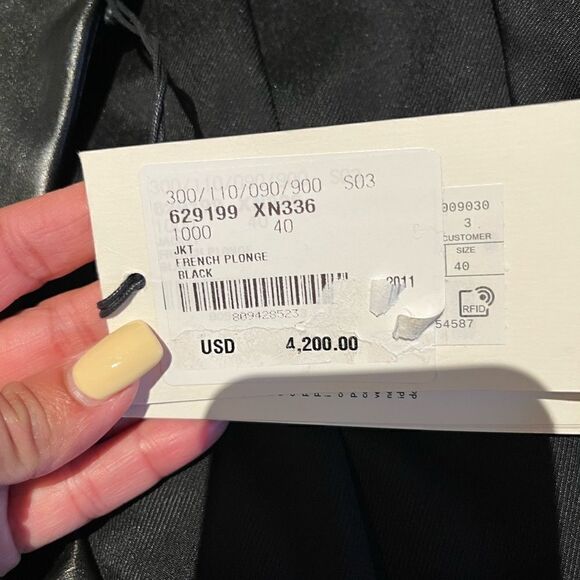 300/110/090/900 S03
629199 XN336
1000 40
JKT
FRENCH PLONGE
BLACK
2011
809428523
USD 4,200.00
009030
3
CUSTOMER
SIZE
40
RFID
54587